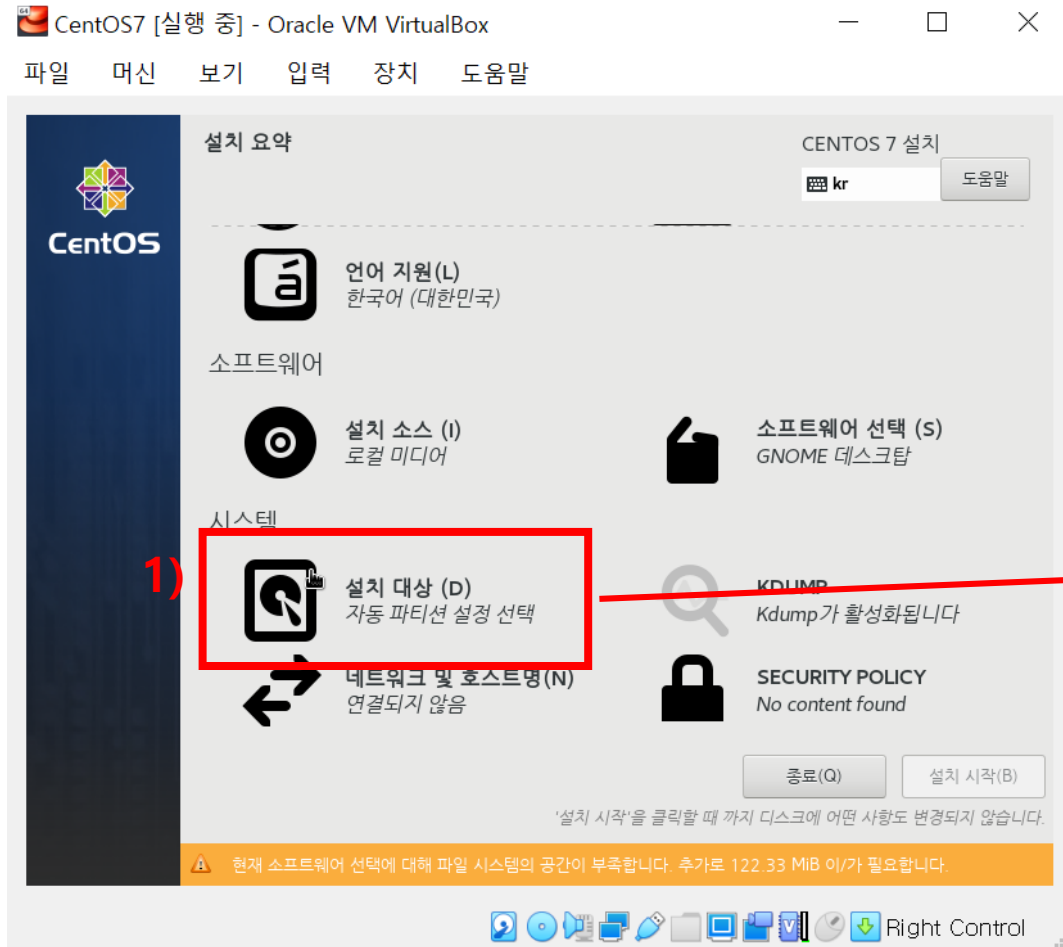 CentOS7 [실행 중] - Oracle VM VirtualBox
파일 머신 보기 입력 장치 도움말
설치 요약
CENTOS 7 설치
kr
도움말
CentOS
언어 지원(L)
한국어 (대한민국)
소프트웨어
설치 소스 (I)
로컬 미디어
소프트웨어 선택 (S)
GNOME 데스크탑
시스템
1)
설치 대상 (D)
자동 파티션 설정 선택
KDUMP
Kdump가 활성화됩니다
네트워크 및 호스트명(N)
연결되지 않음
SECURITY POLICY
No content found
종료(Q)
설치 시작(B)
'설치 시작'을 클릭할 때 까지 디스크에 어떤 사항도 변경되지 않습니다.
현재 소프트웨어 선택에 대해 파일 시스템의 공간이 부족합니다. 추가로 122.33 MiB 이/가 필요합니다.
Right Control